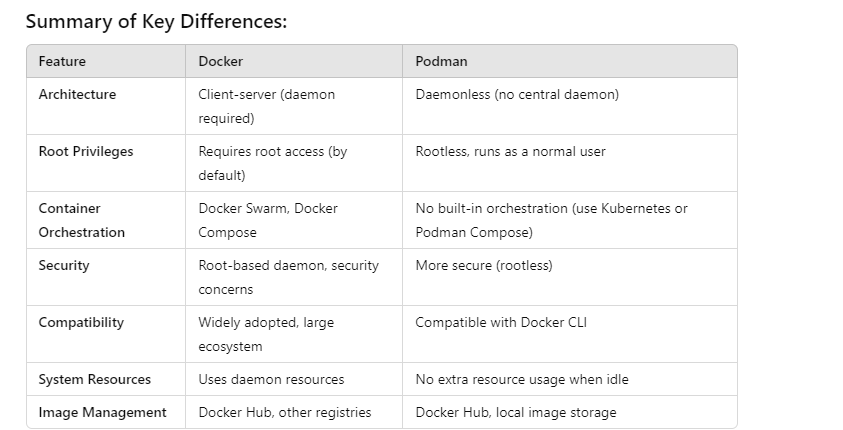 Summary of Key Differences:
Feature Docker Podman
Architecture Client-server (daemon Daemonless (no central daemon)
required)
Root Privileges Requires root access (by Rootless, runs as a normal user
default)
Container Docker Swarm, Docker No built-in orchestration (use Kubernetes or
Orchestration Compose Podman Compose)
Security Root-based daemon, security More secure (rootless)
concerns
Compatibility Widely adopted, large Compatible with Docker CLI
ecosystem
System Resources Uses daemon resources No extra resource usage when idle
Image Management Docker Hub, other registries Docker Hub, local image storage